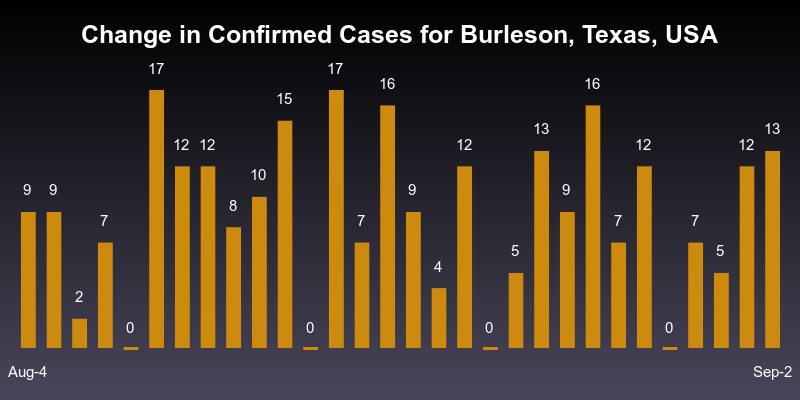 Change in Confirmed Cases for Burleson, Texas, USA
9 9 2 7 0 17 12 12 8 10 15 0 17 7 16 9 4 12 0 5 13 9 16 7 12 0 7 5 12 13
Aug-4 Sep-2